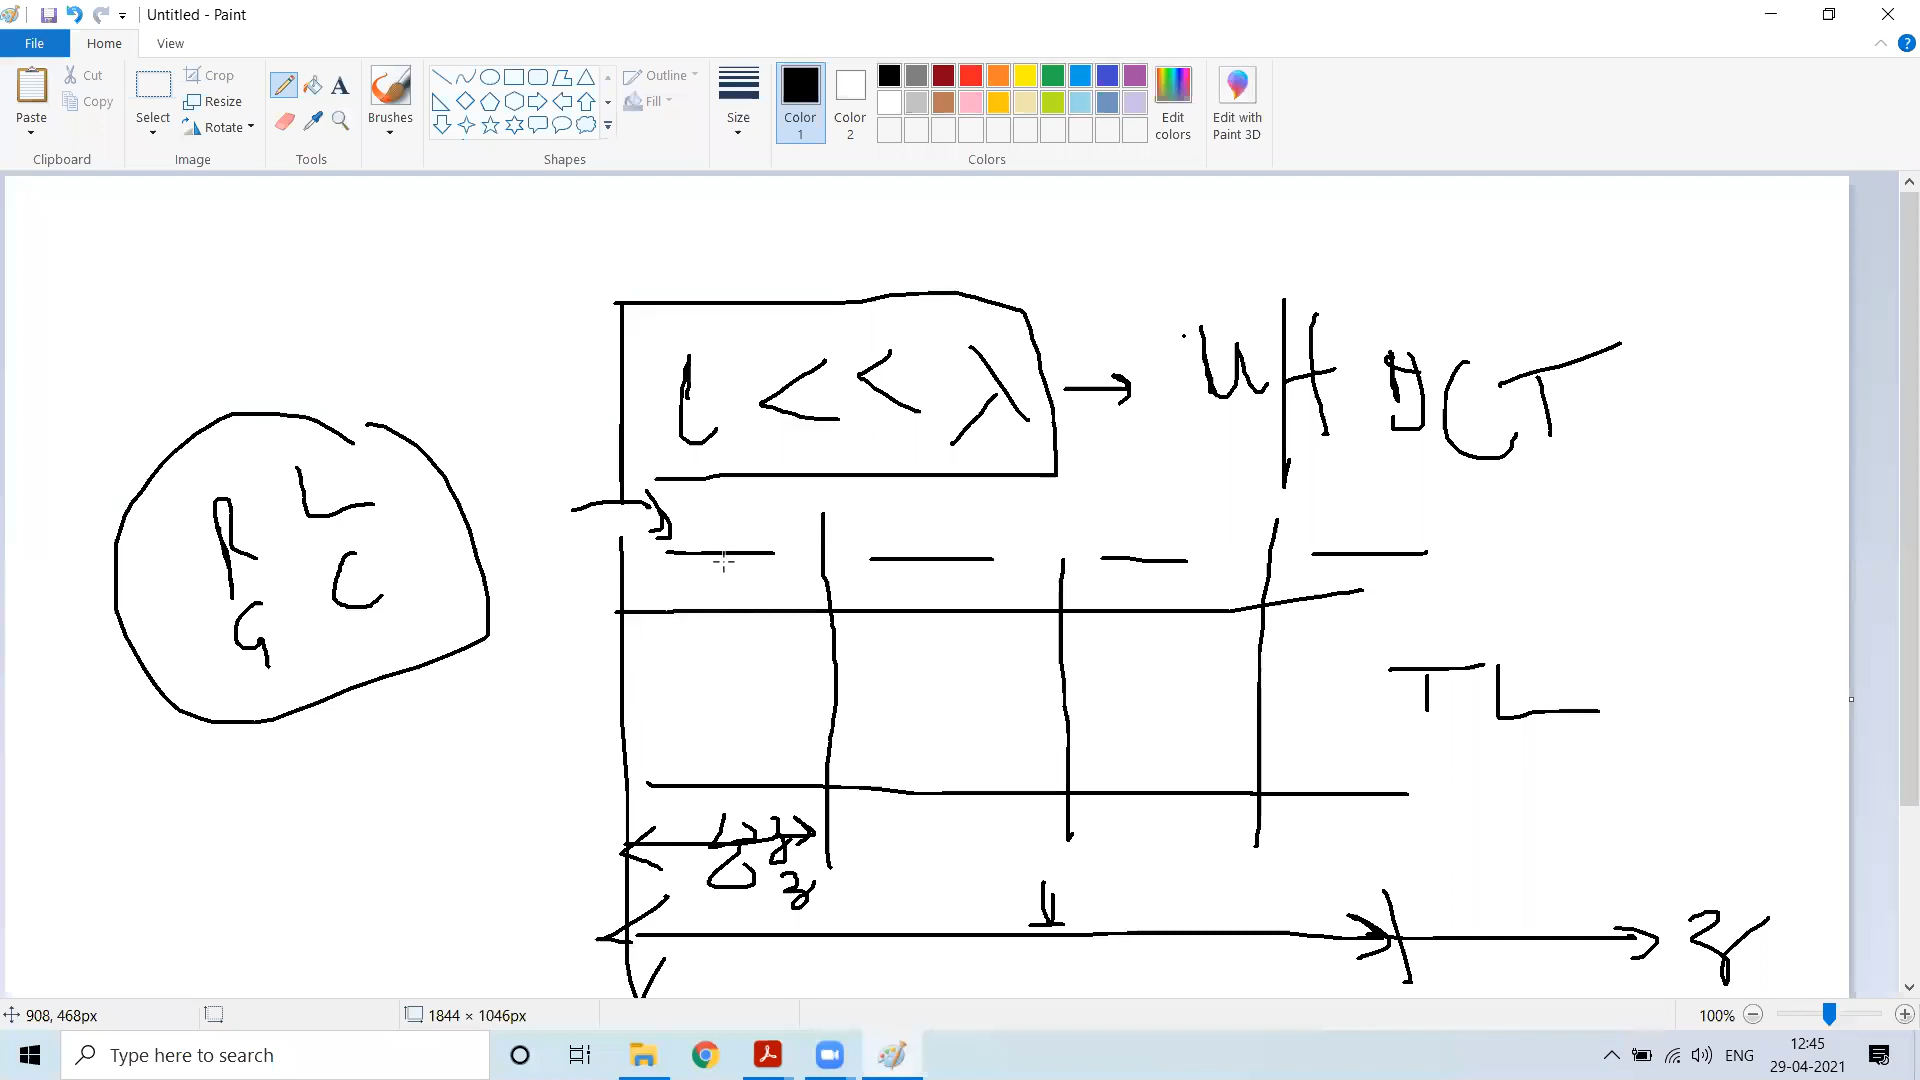 Untitled - Paint
File
Home
View
Paste
Cut
Copy
Clipboard
Select
Crop
Resize
Rotate
Image
A
Tools
Brushes
Shapes
Outline
Fill
Size
Color
1
Color
2
Colors
Edit
colors
Edit with
Paint 3D
l << λ →
CT
R L
C
G
TL
Δz
z
908, 468px
1844 × 1046px
100%
Type here to search
ENG
12:45
29-04-2021